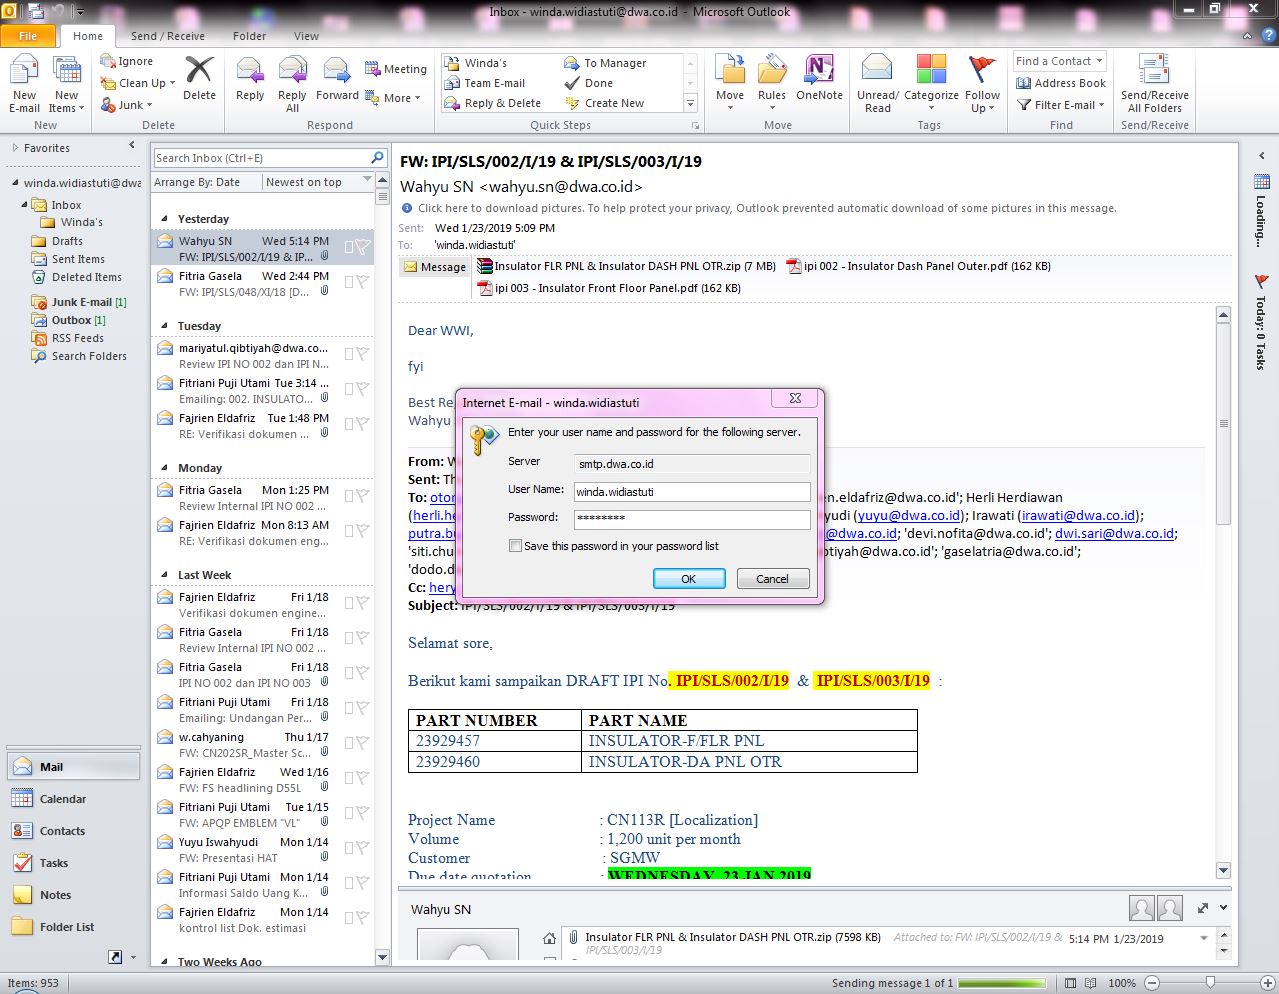 Inbox - winda.widiastuti@dwa.co.id - Microsoft Outlook
File Home Send / Receive Folder View
New E-mail
New Items
New
Ignore
Clean Up
Junk
Delete
Delete
Reply
Reply All
Forward
Meeting
More
Respond
Winda's
Team E-mail
Reply & Delete
To Manager
Done
Create New
Quick Steps
Move
Rules
OneNote
Move
Unread/ Read
Categorize
Follow Up
Tags
Find a Contact
Address Book
Filter E-mail
Find
Send/Receive All Folders
Send/Receive
Favorites
winda.widiastuti@dwa
Inbox
Winda's
Drafts
Sent Items
Deleted Items
Junk E-mail [1]
Outbox [1]
RSS Feeds
Search Folders
Mail
Calendar
Contacts
Tasks
Notes
Folder List
Search Inbox (Ctrl+E)
Arrange By: Date Newest on top
Yesterday
Wahyu SN Wed 5:14 PM
FW: IPI/SLS/002/I/19 & IP...
Fitria Gasela Wed 2:44 PM
FW: IPI/SLS/048/XI/18 [D...
Tuesday
mariyatul.qibtiyah@dwa.co...
Review IPI NO 002 dan IPI N...
Fitriani Puji Utami Tue 3:14 ...
Emailing: 002. INSULATO...
Fajrien Eldafriz Tue 1:48 PM
RE: Verifikasi dokumen ...
Monday
Fitria Gasela Mon 1:25 PM
Review Internal IPI NO 002 ...
Fajrien Eldafriz Mon 8:13 AM
RE: Verifikasi dokumen eng...
Last Week
Fajrien Eldafriz Fri 1/18
Verifikasi dokumen engine...
Fitria Gasela Fri 1/18
Review Internal IPI NO 002 ...
Fitria Gasela Fri 1/18
IPI NO 002 dan IPI NO 003
Fitriani Puji Utami Fri 1/18
Emailing: Undangan Per...
w.cahyaning Thu 1/17
FW: CN202SR_Master Sc...
Fajrien Eldafriz Wed 1/16
FW: FS headlining D55L
Fitriani Puji Utami Tue 1/15
FW: APQP EMBLEM "VL"
Yuyu Iswahyudi Mon 1/14
FW: Presentasi HAT
Fitriani Puji Utami Mon 1/14
Informasi Saldo Uang K...
Fajrien Eldafriz Mon 1/14
kontrol list Dok. estimasi
Two Weeks Ago
FW: IPI/SLS/002/I/19 & IPI/SLS/003/I/19
Wahyu SN <wahyu.sn@dwa.co.id>
Click here to download pictures. To help protect your privacy, Outlook prevented automatic download of some pictures in this message.
Sent: Wed 1/23/2019 5:09 PM
To: 'winda.widiastuti'
Message Insulator FLR PNL & Insulator DASH PNL OTR.zip (7 MB) ipi 002 - Insulator Dash Panel Outer.pdf (162 KB)
ipi 003 - Insulator Front Floor Panel.pdf (162 KB)
Dear WWI,
fyi
Best Re
Wahyu
Internet E-mail - winda.widiastuti
Enter your user name and password for the following server.
Server smtp.dwa.co.id
User Name: winda.widiastuti
Password: ********
Save this password in your password list
OK Cancel
From: W
Sent: Th
To: otor n.eldafriz@dwa.co.id'; Herli Herdiawan
(herli.he yudi (yuyu@dwa.co.id); Irawati (irawati@dwa.co.id);
putra.bu @dwa.co.id; 'devi.nofita@dwa.co.id'; dwi.sari@dwa.co.id;
'siti.chu btiyah@dwa.co.id'; 'gaselatria@dwa.co.id';
'dodo.d
Cc: hery
Subject: IPI/SLS/002/I/19 & IPI/SLS/003/I/19
Selamat sore,
Berikut kami sampaikan DRAFT IPI No. IPI/SLS/002/I/19 & IPI/SLS/003/I/19 :
PART NUMBER PART NAME
23929457 INSULATOR-F/FLR PNL
23929460 INSULATOR-DA PNL OTR
Project Name : CN113R [Localization]
Volume : 1,200 unit per month
Customer : SGMW
Due date quotation : WEDNESDAY, 23 JAN 2019
Wahyu SN
Insulator FLR PNL & Insulator DASH PNL OTR.zip (7598 KB) Attached to: FW: IPI/SLS/002/I/19 & 5:14 PM 1/23/2019
IPI/SLS/003/I/19
Loading...
Today: 0 Tasks
Items: 953 Sending message 1 of 1 100%